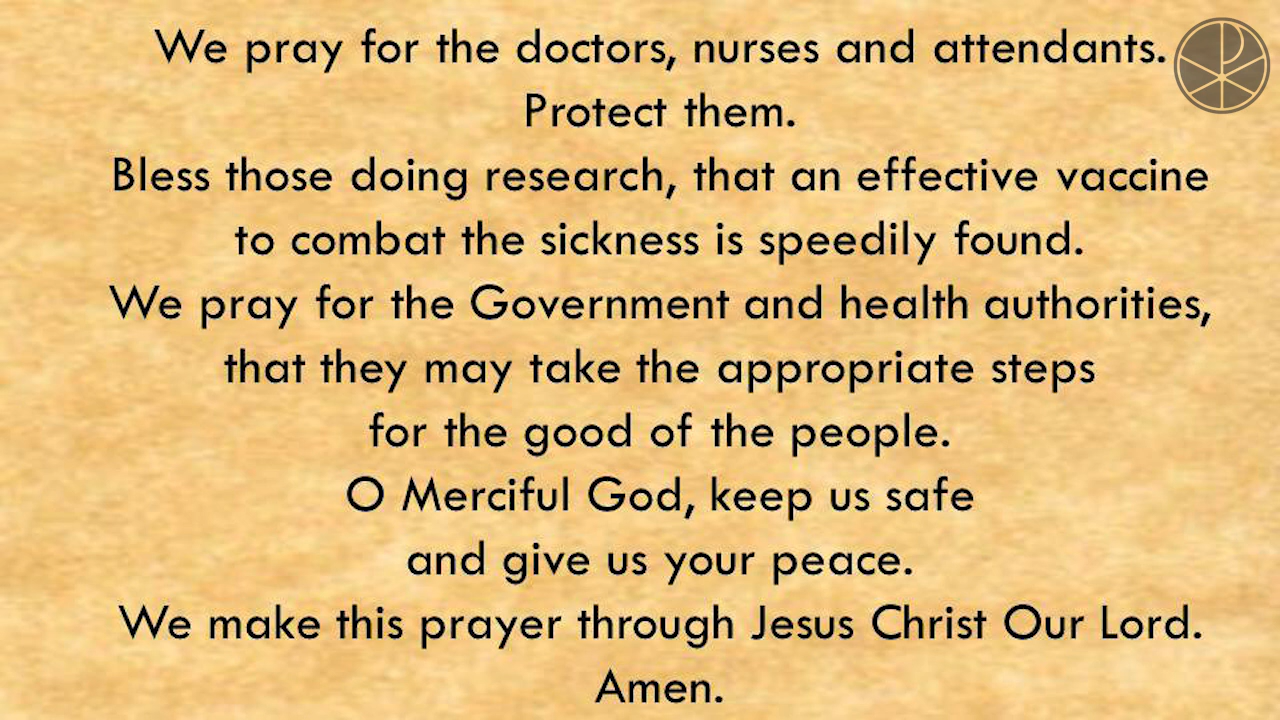 We pray for the doctors, nurses and attendants.
Protect them.
Bless those doing research, that an effective vaccine
to combat the sickness is speedily found.
We pray for the Government and health authorities,
that they may take the appropriate steps
for the good of the people.
O Merciful God, keep us safe
and give us your peace.
We make this prayer through Jesus Christ Our Lord.
Amen.